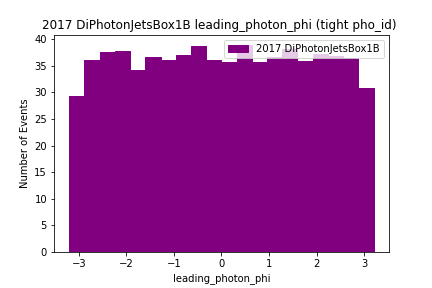 2017 DiPhotonJetsBox1B leading_photon_phi (tight pho_id)
2017 DiPhotonJetsBox1B
Number of Events
40
35
30
25
20
15
10
5
0
−3 −2 −1 0 1 2 3
leading_photon_phi